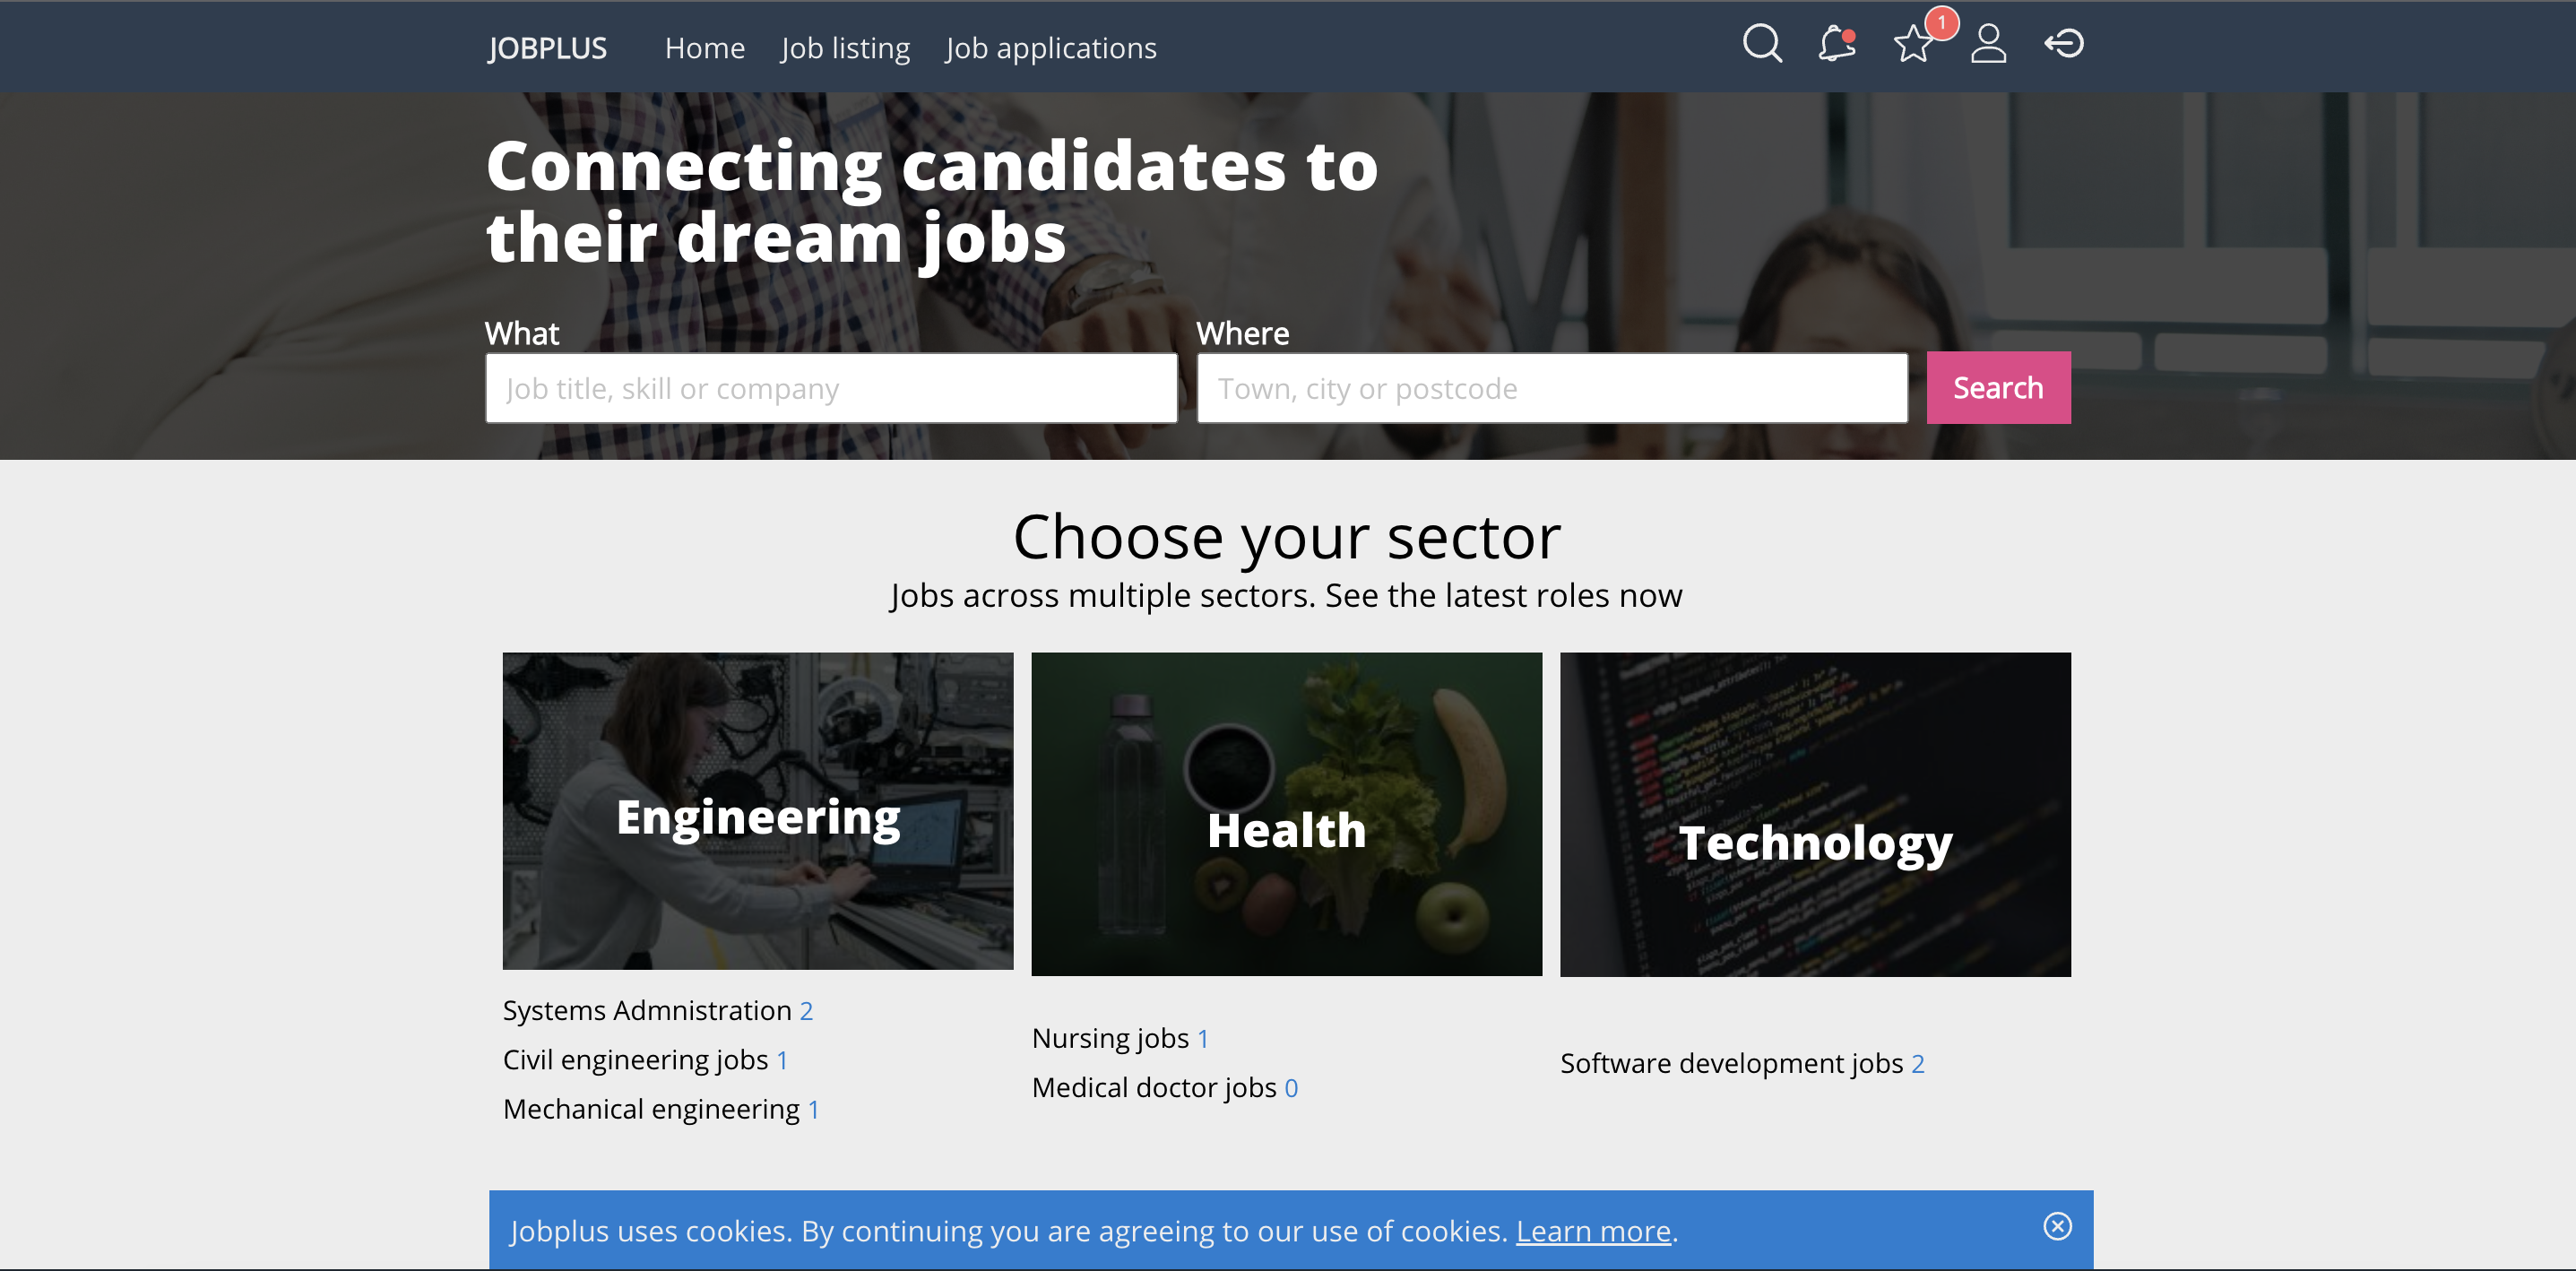 JOBPLUS Home Job listing Job applications 1
Connecting candidates to
their dream jobs
What Where
Job title, skill or company Town, city or postcode Search
Choose your sector
Jobs across multiple sectors. See the latest roles now
Engineering
Health
Technology
Systems Admnistration 2
Civil engineering jobs 1
Mechanical engineering 1
Nursing jobs 1
Medical doctor jobs 0
Software development jobs 2
Jobplus uses cookies. By continuing you are agreeing to our use of cookies. Learn more.